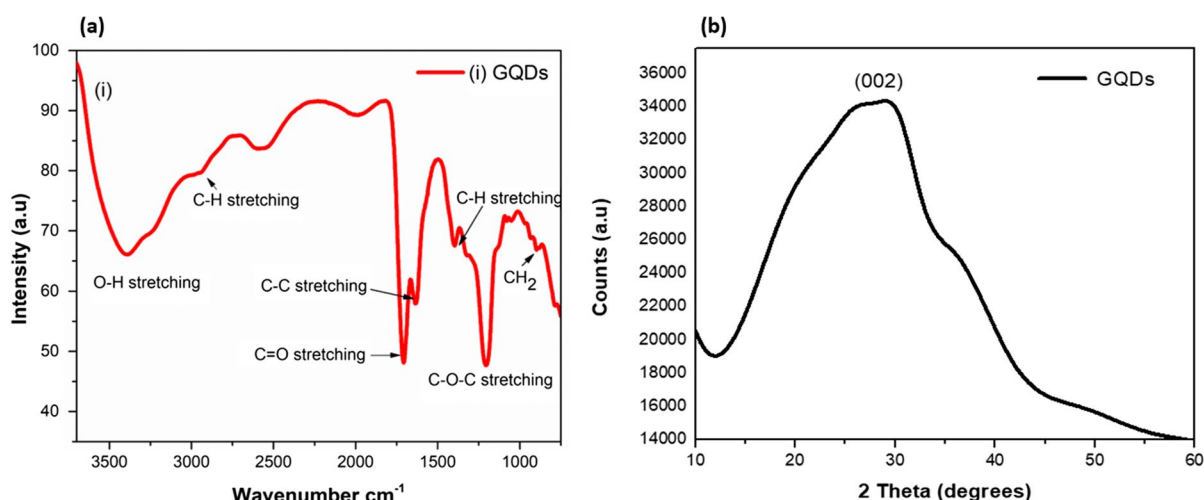 (a)
(i) GQDs
(i)
100
90
80
70
60
50
40
Intensity (a.u)
C-H stretching
O-H stretching
C-H stretching
C-C stretching
CH2
C=O stretching
C-O-C stretching
3500 3000 2500 2000 1500 1000
Wavenumber cm-1
(b)
GQDs
(002)
36000
34000
32000
30000
28000
26000
24000
22000
20000
18000
16000
14000
Counts (a.u)
10 20 30 40 50 60
2 Theta (degrees)